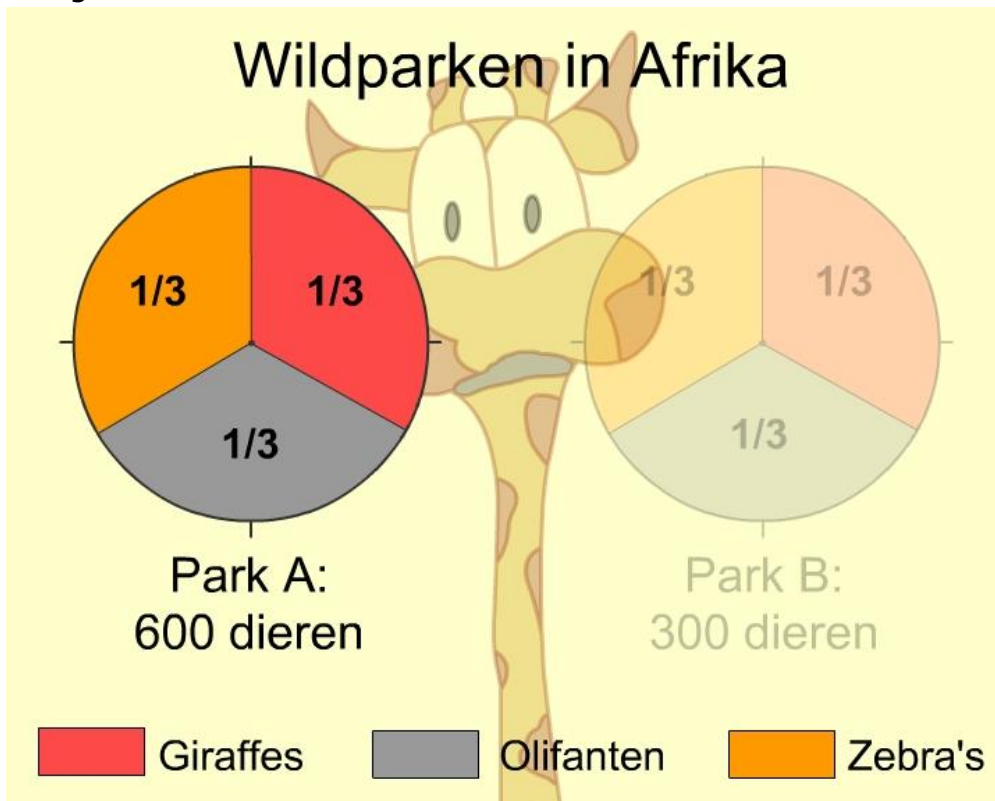 Wildparken in Afrika
1/3 1/3 1/3 1/3
1/3 1/3
Park A: Park B:
600 dieren 300 dieren
Giraffes Olifanten Zebra's